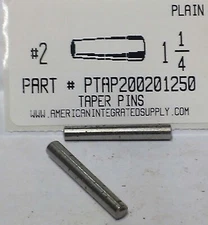 PLAIN
#2 1 1/4
PART # PTAP200201250
TAPER PINS
WWW.AMERICANINTEGRATEDSUPPLY.COM